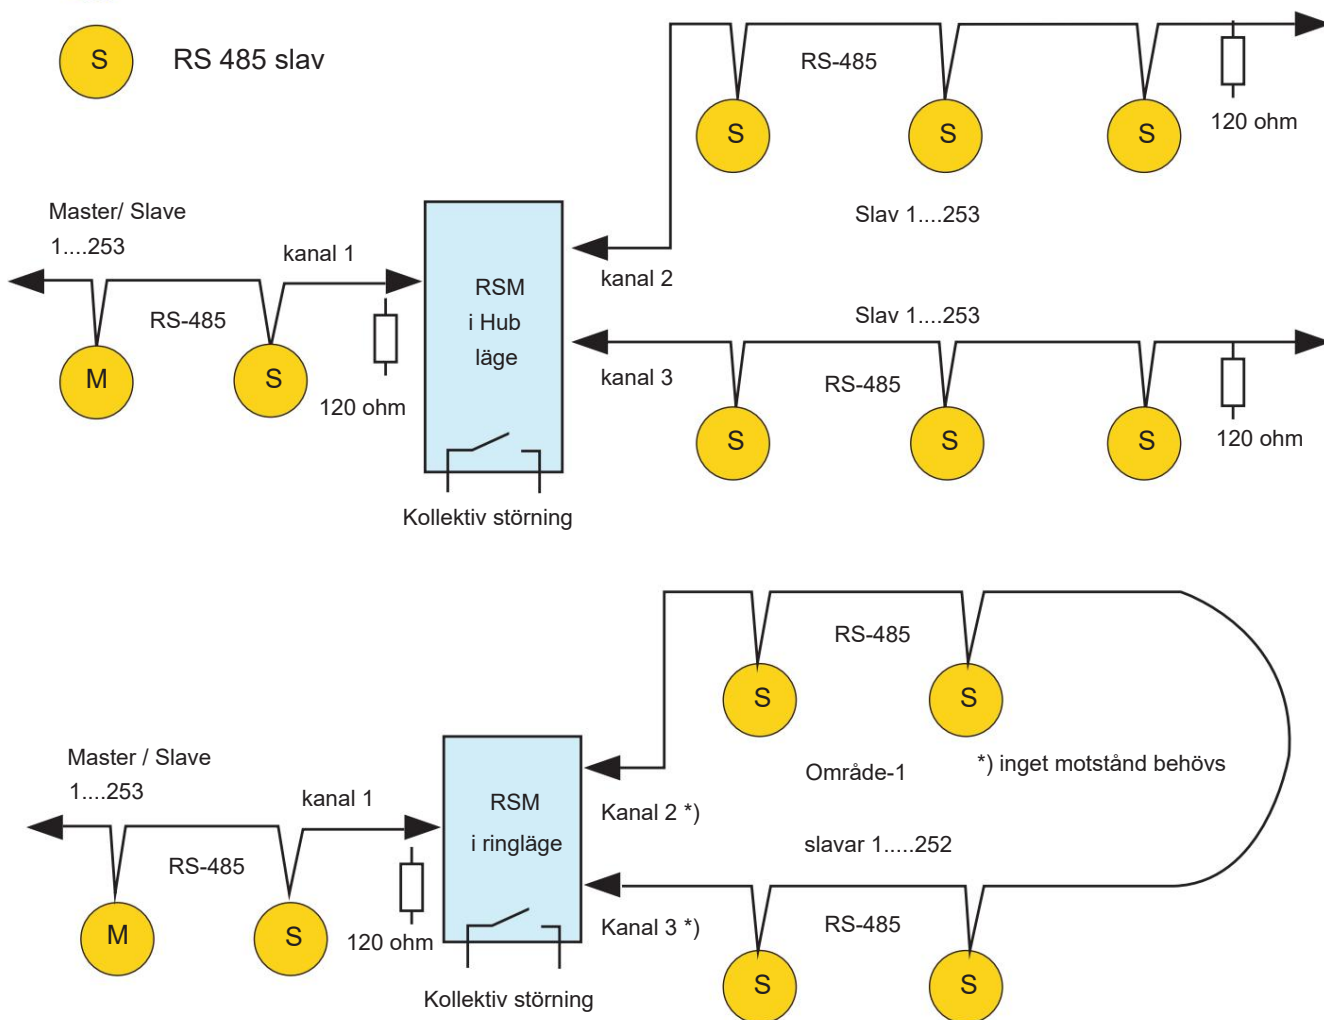 S
RS 485 slav
RS-485
S
S
S
120 ohm
Master/ Slave
1....253
kanal 1
RS-485
M
S
120 ohm
RSM
i Hub
läge
Kollektiv störning
kanal 2
Slav 1....253
Slav 1....253
kanal 3
RS-485
S
S
S
120 ohm
RS-485
S
S
Master / Slave
1....253
kanal 1
RS-485
M
S
120 ohm
RSM
i ringläge
Kollektiv störning
Kanal 2 *)
Område-1
*) inget motstånd behövs
slavar 1.....252
Kanal 3 *)
RS-485
S
S